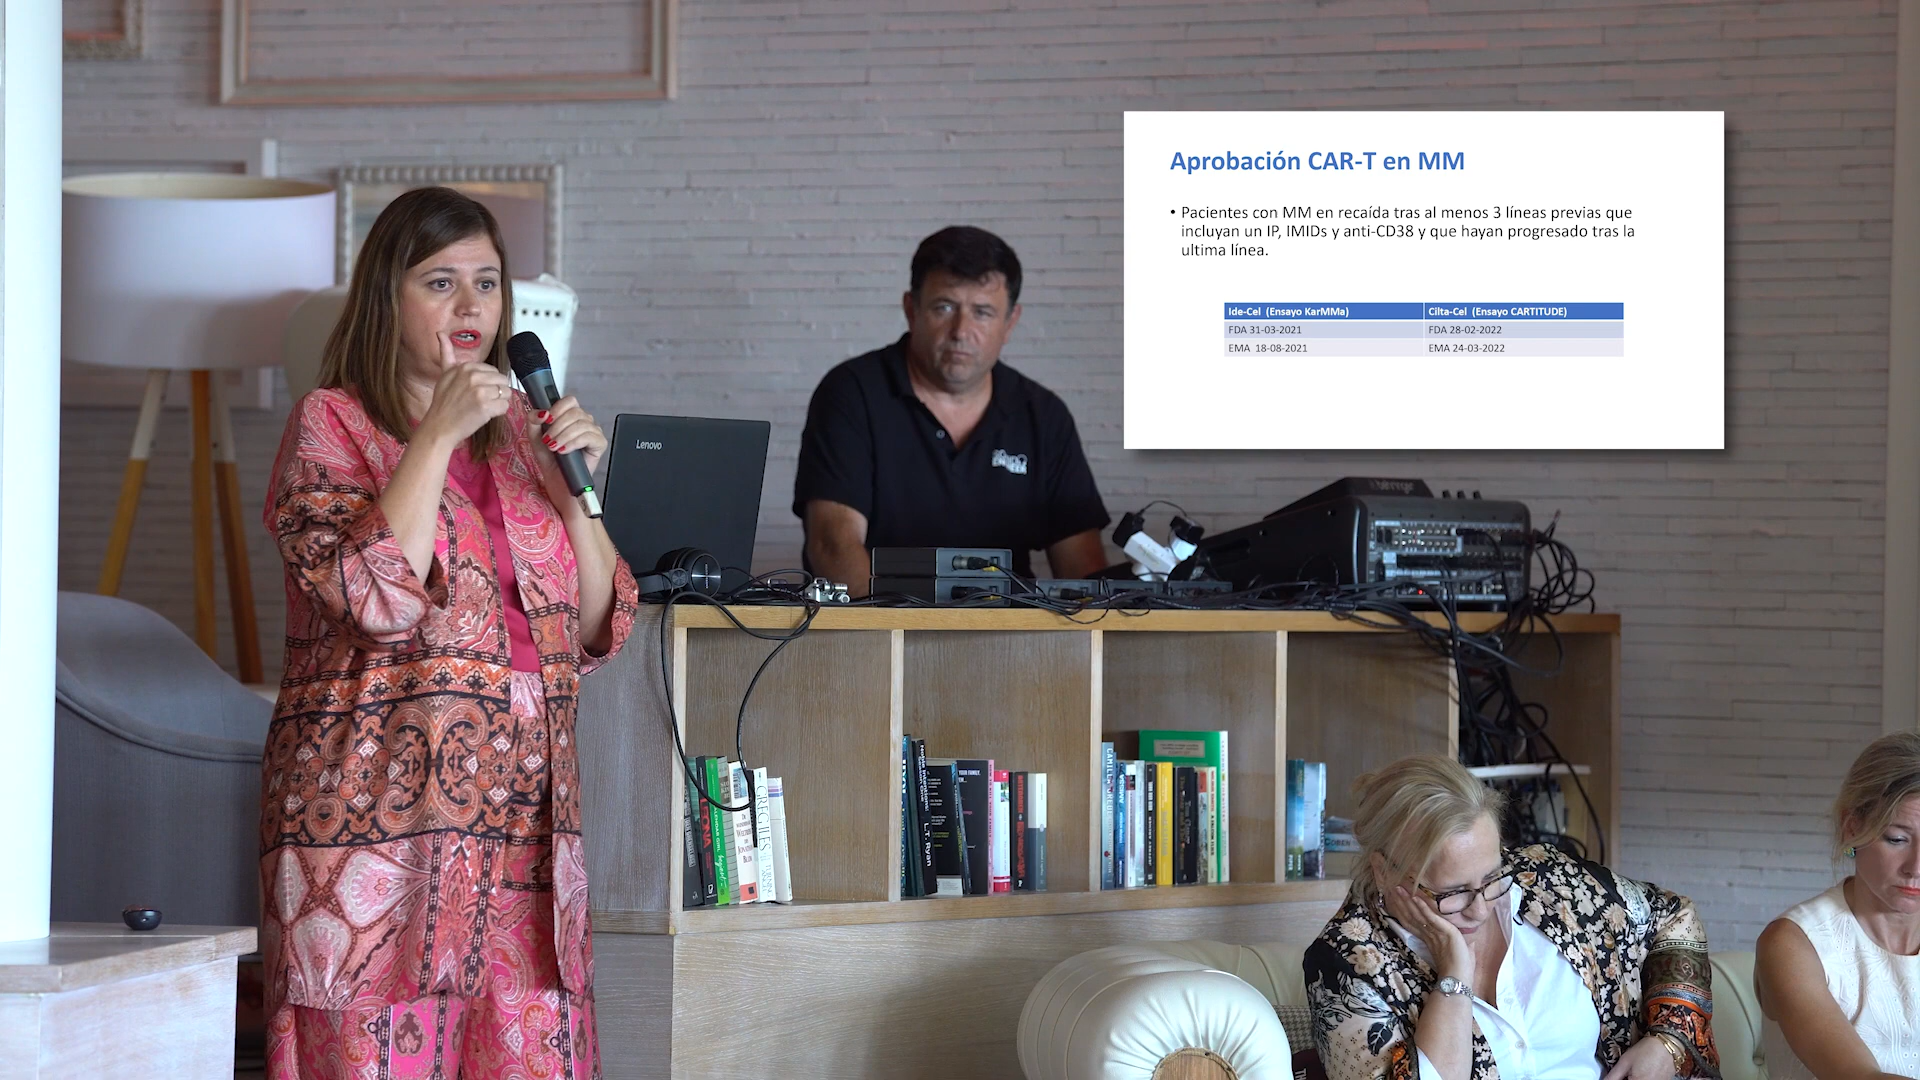 Aprobación CAR-T en MM
• Pacientes con MM en recaída tras al menos 3 líneas previas que
incluyan un IP, IMIDs y anti-CD38 y que hayan progresado tras la
ultima línea.
Ide-Cel (Ensayo KarMMa) Cilta-Cel (Ensayo CARTITUDE)
FDA 31-03-2021 FDA 28-02-2022
EMA 18-08-2021 EMA 24-03-2022
Lenovo
L.T. Ryan